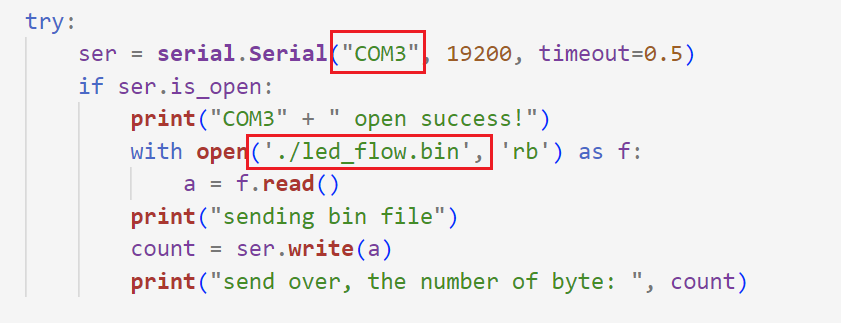 try:
    ser = serial.Serial("COM3", 19200, timeout=0.5)
    if ser.is_open:
        print("COM3" + " open success!")
        with open('./led_flow.bin', 'rb') as f:
            a = f.read()
        print("sending bin file")
        count = ser.write(a)
        print("send over, the number of byte: ", count)